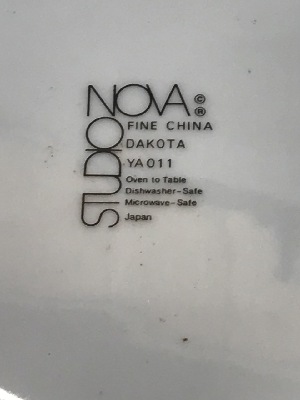 STUDIO
NOVA © ®
FINE CHINA
DAKOTA
YA011
Oven to Table
Dishwasher-Safe
Microwave-Safe
Japan